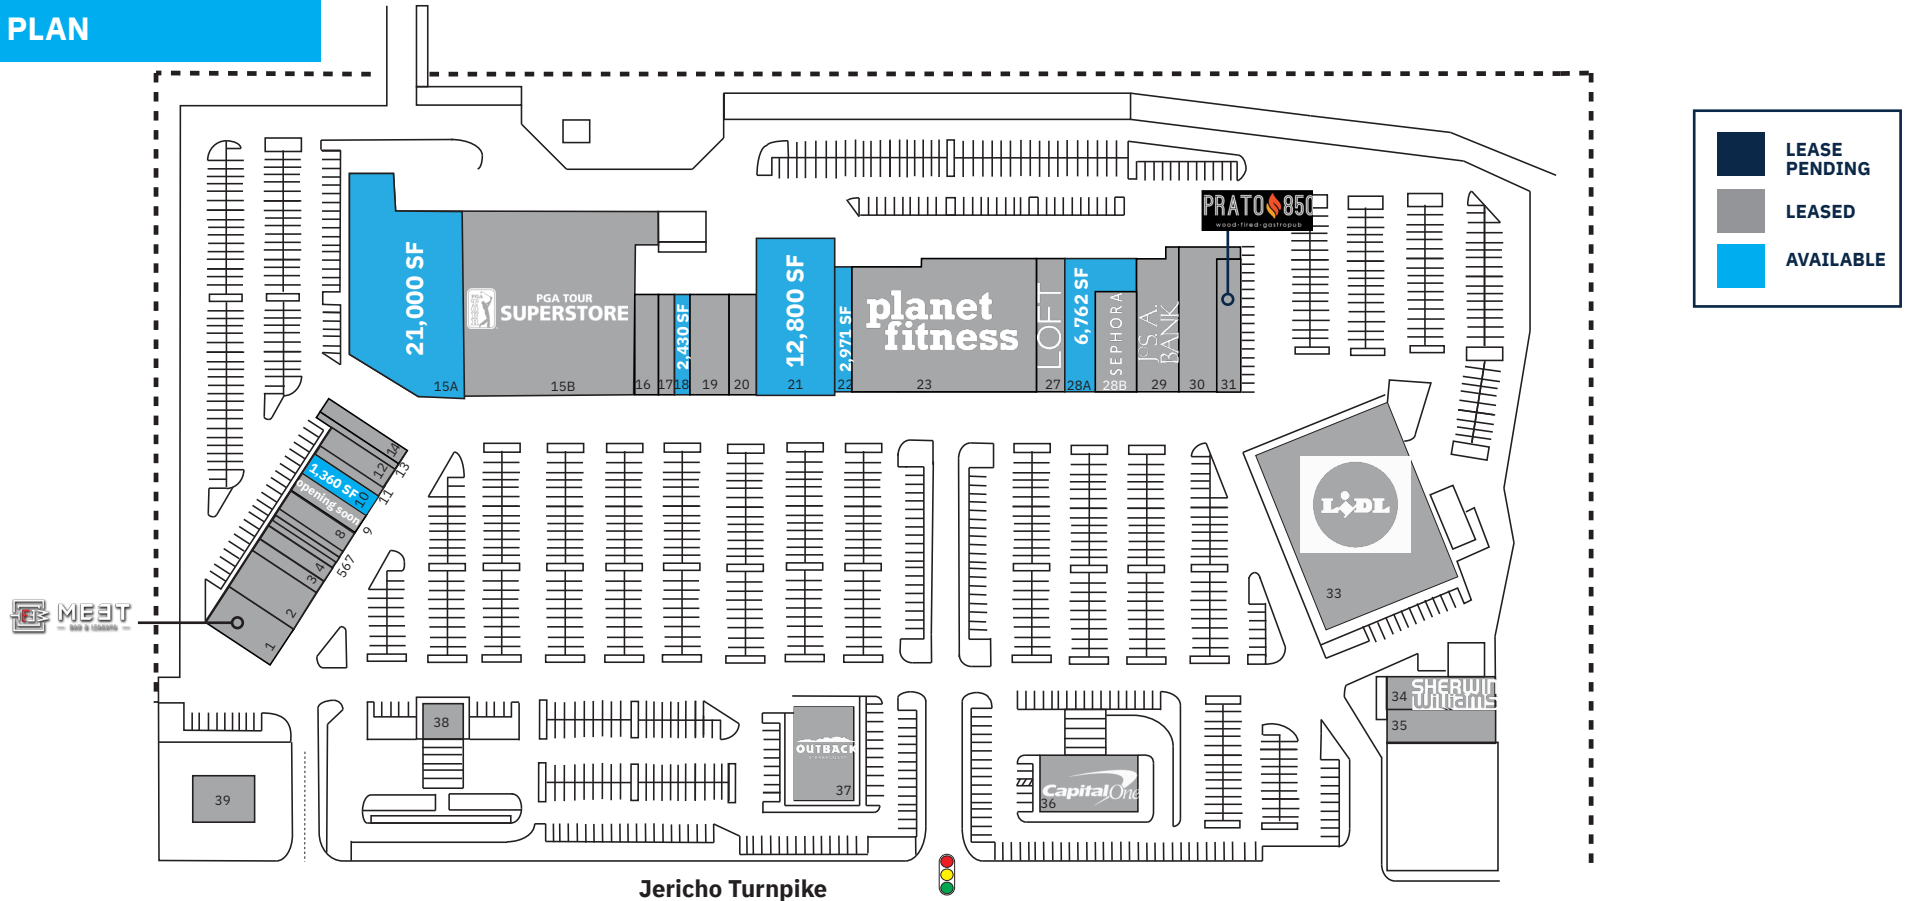 PLAN
LEASE
PENDING
LEASED
AVAILABLE
PRATO 850
wood-fired-gastropub
21,000 SF
15A
PGA TOUR
SUPERSTORE
15B
16
17
2,430 SF
18
19
20
12,800 SF
21
2,971 SF
22
planet
fitness
23
LOFT
27
6,762 SF
28A
SEPHORA
28B
BANK
29
30
31
14
13
12
11
1,360 SF
10
opening soon
9
8
567
4
3
2
1
MEET
LIDL
33
34
SHERWIN
WILLIAMS
35
38
39
OUTBACK
37
Capital One
36
Jericho Turnpike